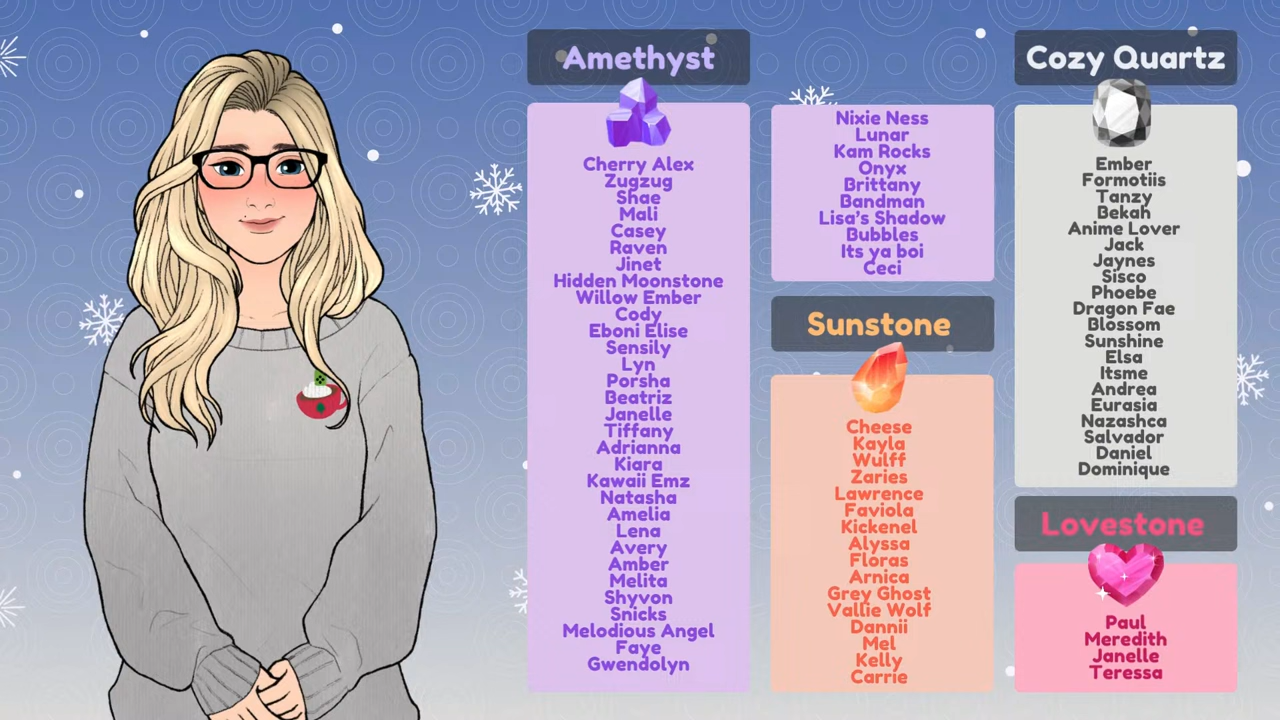 Amethyst
Cherry Alex
Zugzug
Shae
Mali
Casey
Raven
Jinet
Hidden Moonstone
Willow Ember
Cody
Eboni Elise
Sensily
Lyn
Porsha
Beatriz
Janelle
Tiffany
Adrianna
Kiara
Kawaii Emz
Natasha
Amelia
Lena
Avery
Amber
Melita
Shyvon
Snicks
Melodious Angel
Faye
Gwendolyn
Nixie Ness
Lunar
Kam Rocks
Onyx
Brittany
Bandman
Lisa's Shadow
Bubbles
Its ya boi
Ceci
Sunstone
Cheese
Kayla
Wulff
Zaries
Lawrence
Faviola
Kickenel
Alyssa
Floras
Arnica
Grey Ghost
Vallie Wolf
Dannii
Mel
Kelly
Carrie
Cozy Quartz
Ember
Formotiis
Tanzy
Bekah
Anime Lover
Jack
Jaynes
Sisco
Phoebe
Dragon Fae
Blossom
Sunshine
Elsa
Itsme
Andrea
Eurasia
Nazashca
Salvador
Daniel
Dominique
Lovestone
Paul
Meredith
Janelle
Teressa